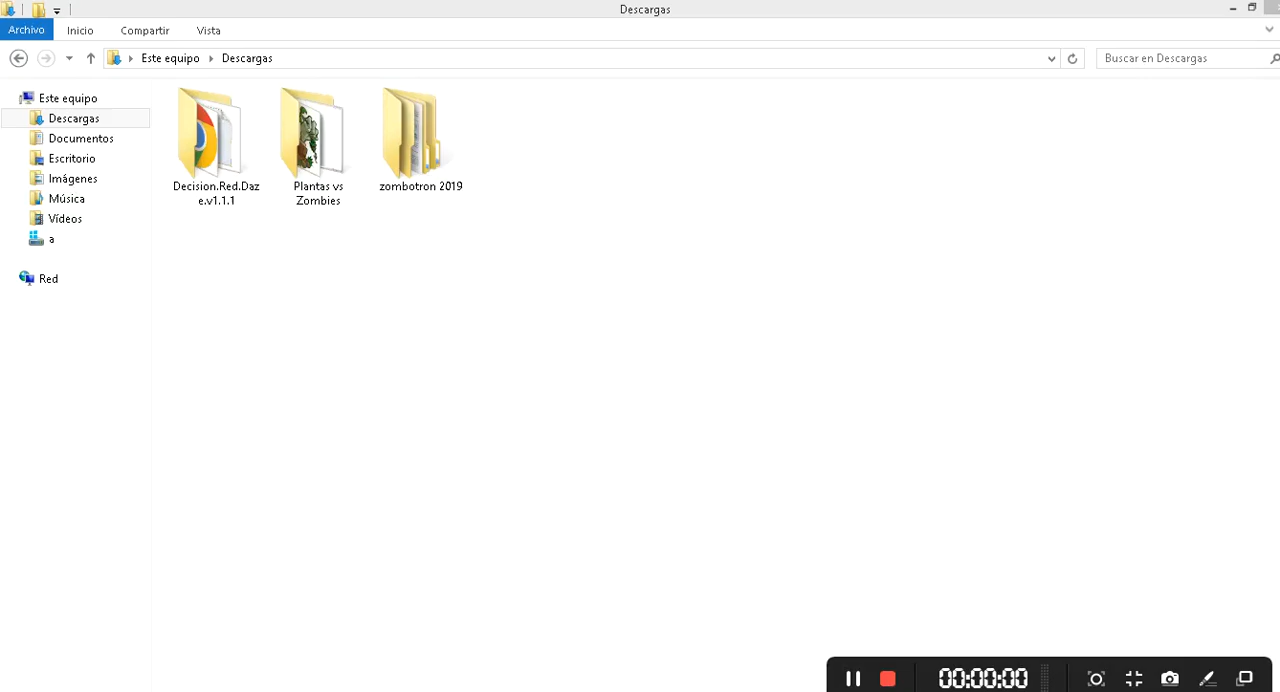 Descargas
Archivo Inicio Compartir Vista
Este equipo Descargas
Buscar en Descargas
Este equipo
Descargas
Documentos
Escritorio
Imágenes
Música
Vídeos
a
Red
Decision.Red.Daz
e.v1.1.1
Plantas vs
Zombies
zombotron 2019
00:00:00